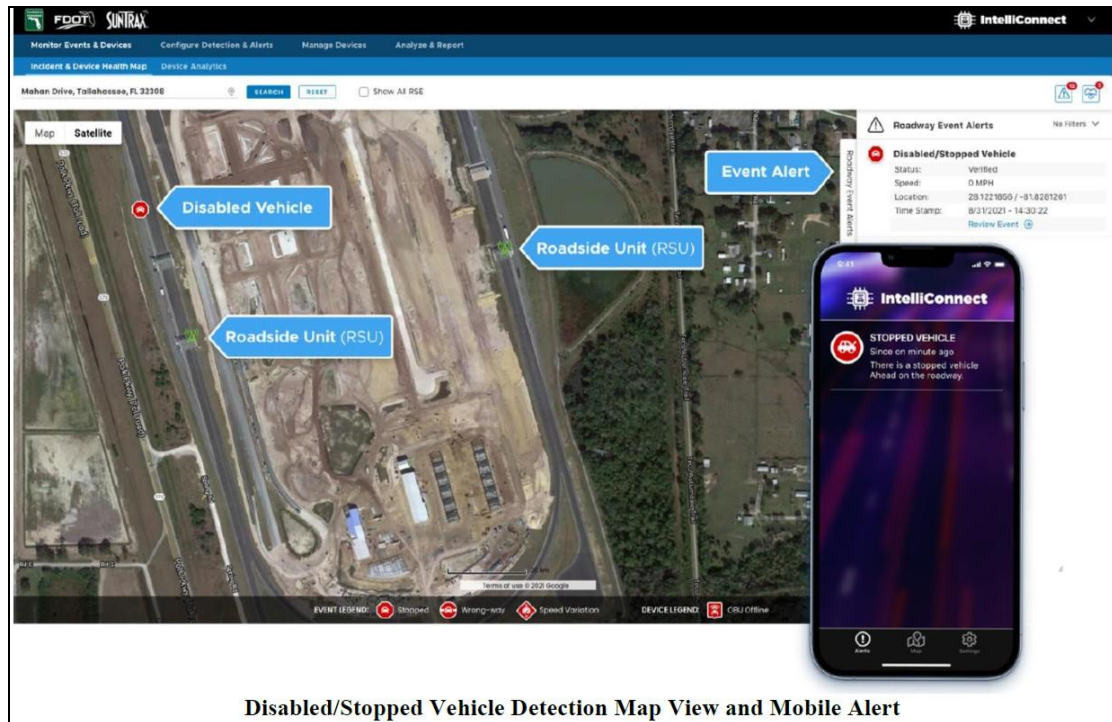 FDOT SUNTRAX
IntelliConnect
Monitor Events & Devices Configure Detection & Alerts Manage Devices Analyze & Report
Incident & Device Health Map Device Analytics
Mahan Drive, Tallahassee, FL 32308 SEARCH RESET Show All RSE
Map Satellite
Roadway Event Alerts No Filters
Disabled/Stopped Vehicle
Status: Verified
Speed: 0 MPH
Location:
Time Stamp: 8/31/2021 - 14:30:22
Review Event
Roadway Event Alerts
Event Alert
Disabled Vehicle
Roadside Unit (RSU)
Roadside Unit (RSU)
Terms of use © 2021 Google
EVENT LEGEND: Stopped Wrong-way Speed Variation DEVICE LEGEND: OBU Offline
9:41
IntelliConnect
STOPPED VEHICLE
Since on minute ago
There is a stopped vehicle
Ahead on the roadway.
Alerts Map Settings
Disabled/Stopped Vehicle Detection Map View and Mobile Alert